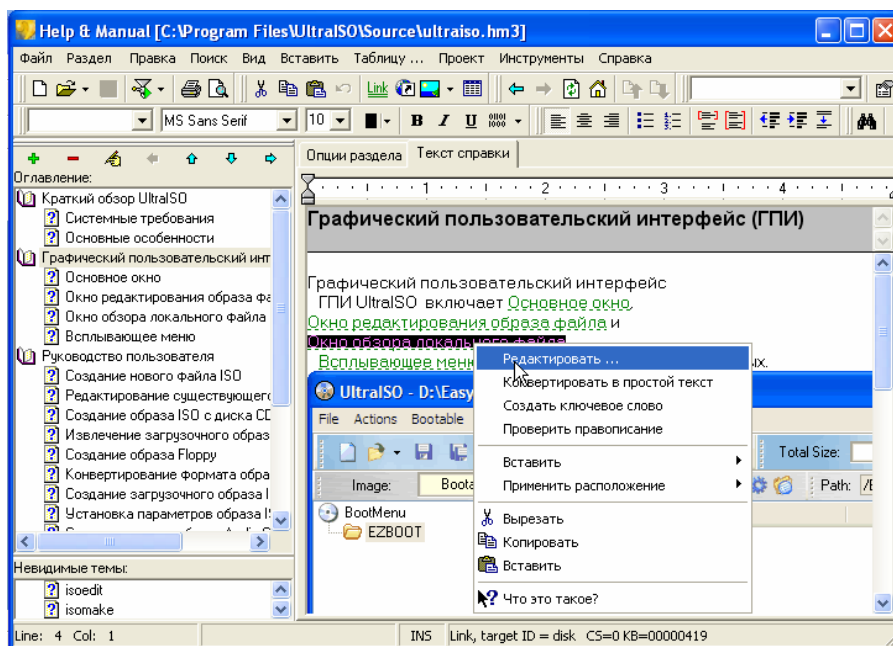 Help & Manual [C:\Program Files\UltraISO\Source\ultraiso.hm3]
Файл Раздел Правка Поиск Вид Вставить Таблицу ... Проект Инструменты Справка
Link
MS Sans Serif 10 B I U
Опции раздела Текст справки
Оглавление:
Краткий обзор UltraISO
Системные требования
Основные особенности
Графический пользовательский инт
Основное окно
Окно редактирования образа фа
Окно обзора локального файла
Всплывающее меню
Руководство пользователя
Создание нового файла ISO
Редактирование существующего
Создание образа ISO с диска CD
Извлечение загрузочного образ
Создание образа Floppy
Конвертирование формата обра
Создание загрузочного образа I
Установка параметров образа I
Невидимые темы:
isoedit
isomake
1 2 3 4
Графический пользовательский интерфейс (ГПИ)
Графический пользовательский интерфейс
ГПИ UltraISO включает Основное окно,
Окно редактирования образа файла и
Окно обзора локального файла
Всплывающее меню
UltraISO - D:\Easy
File Actions Bootable
Total Size:
Image: Boota Path: /E
BootMenu
EZBOOT
Редактировать ...
Конвертировать в простой текст
Создать ключевое слово
Проверить правописание
Вставить
Применить расположение
Вырезать
Копировать
Вставить
Что это такое?
Line: 4 Col: 1 INS Link, target ID = disk CS=0 KB=00000419